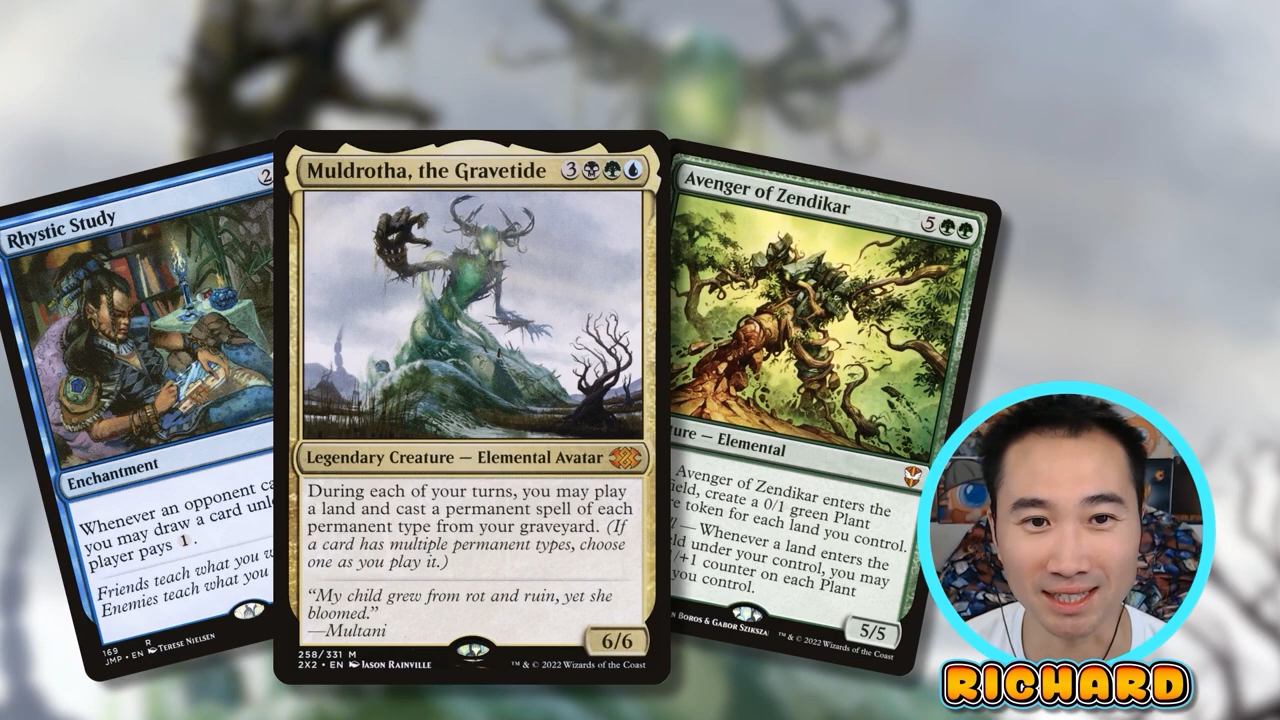 Rhystic Study
2
Enchantment
Whenever an opponent
you may draw a card
player pays 1.
Friends teach what you
Enemies teach what you
169 R
JMP • EN TERESE NIELSEN
Muldrotha, the Gravetide
3
Legendary Creature — Elemental Avatar
During each of your turns, you may play
a land and cast a permanent spell of each
permanent type from your graveyard. (If
a card has multiple permanent types, choose
one as you play it.)
“My child grew from rot and ruin, yet she
bloomed.”
—Multani
6/6
258/331 M
2X2 • EN JASON RAINVILLE
™ & © 2022 Wizards of the Coast
Avenger of Zendikar
5
ture — Elemental
Avenger of Zendikar enters the
field, create a 0/1 green Plant
token for each land you control.
— Whenever a land enters the
under your control, you may
/+1 counter on each Plant
you control.
BOROS & GABOR SZIKSZAI
™ & © 2022 Wizards of the Coast
5/5
RICHARD